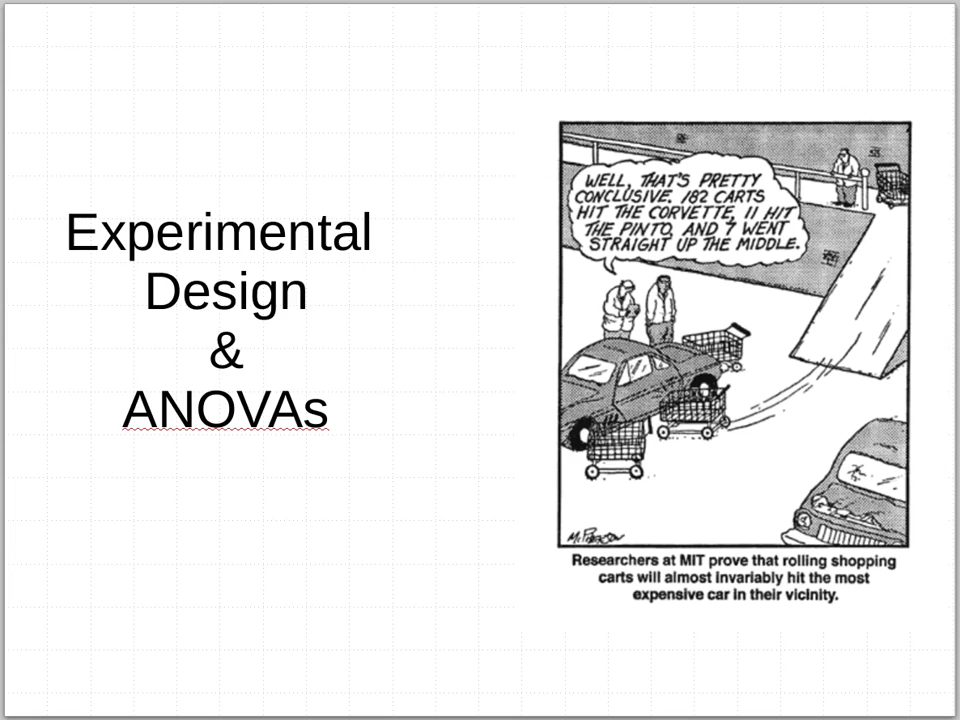 Experimental
Design
&
ANOVAs
WELL, THAT'S PRETTY
CONCLUSIVE. 182 CARTS
HIT THE CORVETTE, 11 HIT
THE PINTO, AND 7 WENT
STRAIGHT UP THE MIDDLE.
McPherson
Researchers at MIT prove that rolling shopping
carts will almost invariably hit the most
expensive car in their vicinity.